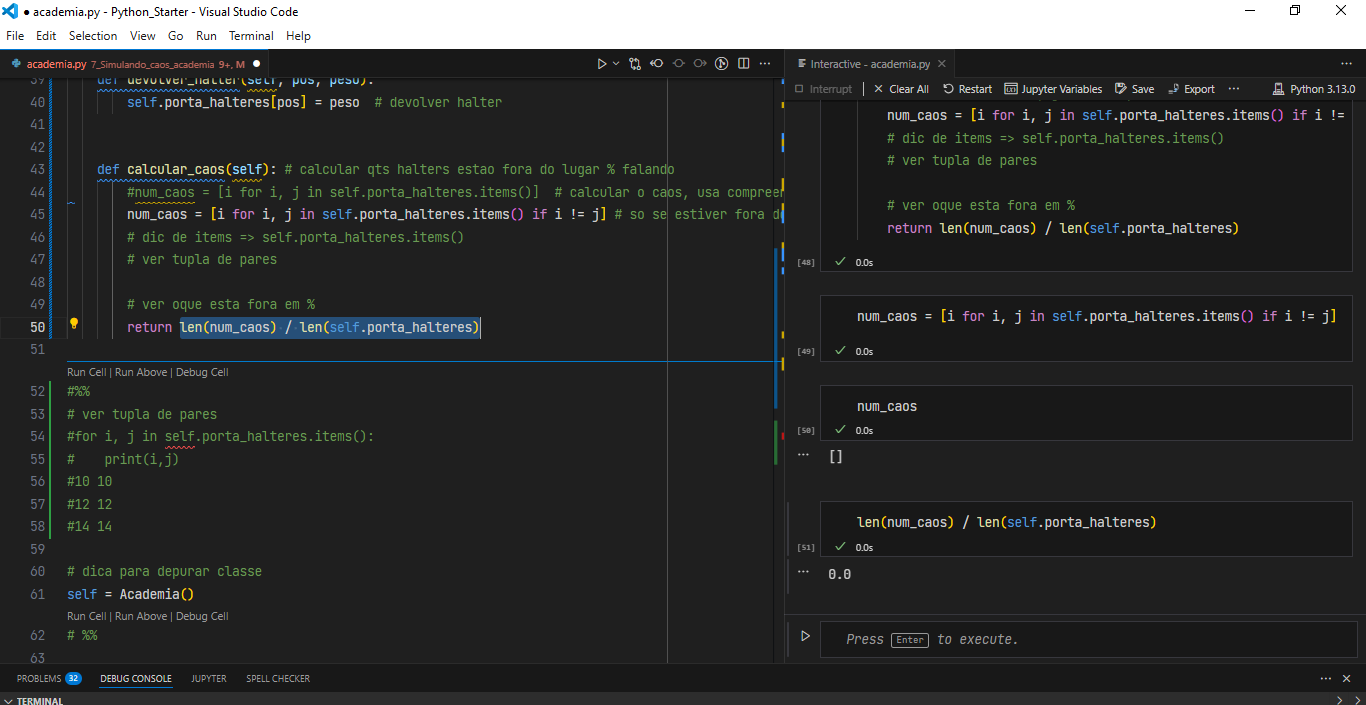 ● academia.py - Python_Starter - Visual Studio Code
File Edit Selection View Go Run Terminal Help
academia.py 7_Simulando_caos_academia 9+, M ●
39 def devolver_halter(self, pos, peso):
40 self.porta_halteres[pos] = peso # devolver halter
41
42
43 def calcular_caos(self): # calcular qts halters estao fora do lugar % falando
44 #num_caos = [i for i, j in self.porta_halteres.items()] # calcular o caos, usa compreen
45 num_caos = [i for i, j in self.porta_halteres.items() if i != j] # so se estiver fora d
46 # dic de items => self.porta_halteres.items()
47 # ver tupla de pares
48
49 # ver oque esta fora em %
50 return len(num_caos) / len(self.porta_halteres)
51
Run Cell | Run Above | Debug Cell
52 #%%
53 # ver tupla de pares
54 #for i, j in self.porta_halteres.items():
55 #    print(i,j)
56 #10 10
57 #12 12
58 #14 14
59
60 # dica para depurar classe
61 self = Academia()
Run Cell | Run Above | Debug Cell
62 # %%
63
Interactive - academia.py
Interrupt | Clear All Restart Jupyter Variables Save Export ··· Python 3.13.0
num_caos = [i for i, j in self.porta_halteres.items() if i !=
# dic de items => self.porta_halteres.items()
# ver tupla de pares
# ver oque esta fora em %
return len(num_caos) / len(self.porta_halteres)
[48] ✓ 0.0s
num_caos = [i for i, j in self.porta_halteres.items() if i != j]
[49] ✓ 0.0s
num_caos
[50] ✓ 0.0s
··· []
len(num_caos) / len(self.porta_halteres)
[51] ✓ 0.0s
··· 0.0
Press Enter to execute.
PROBLEMS 32 DEBUG CONSOLE JUPYTER SPELL CHECKER
TERMINAL